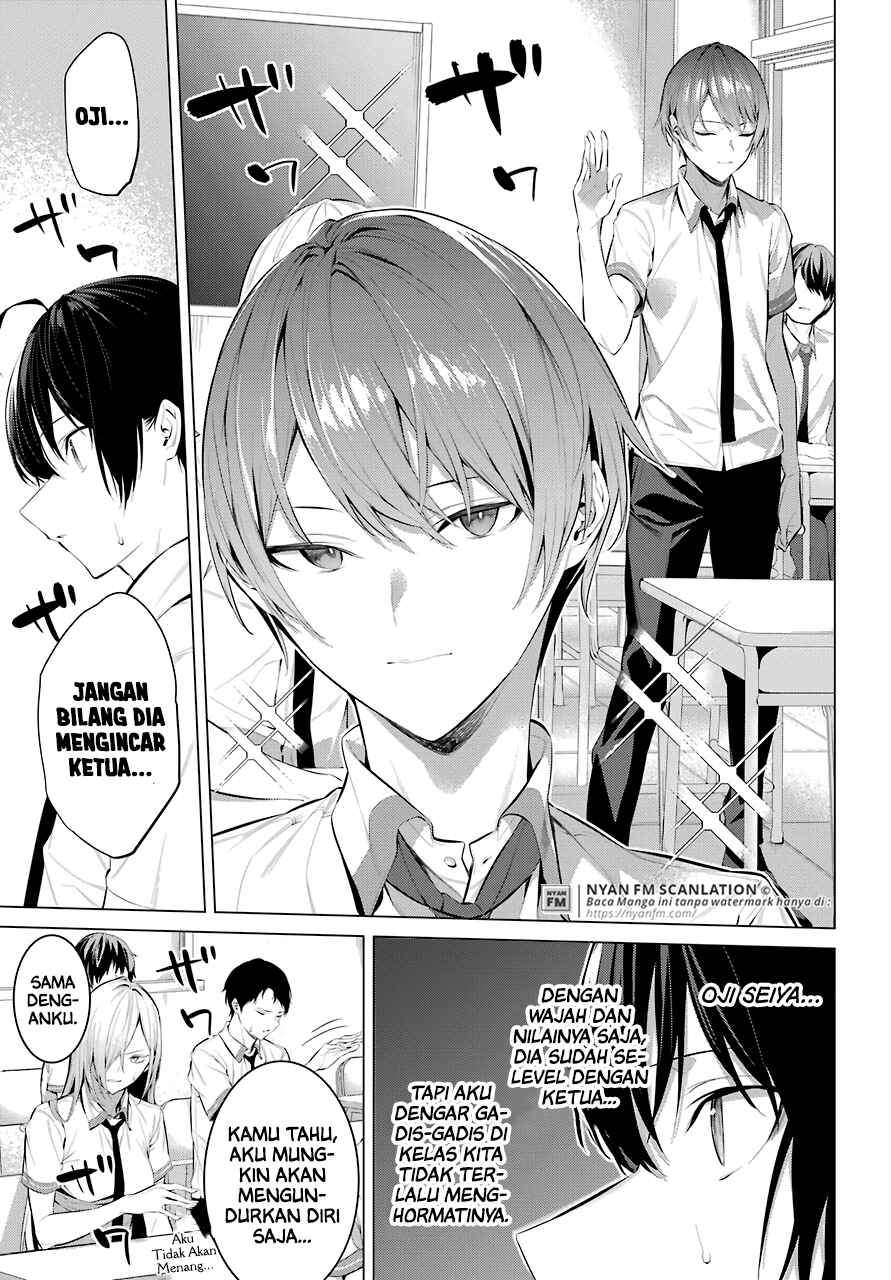 ザワ
ザワ
ザワ
OJI...
ザワ
JANGAN
BILANG DIA
MENGINCAR
KETUA...
NYAN
FM
NYAN FM SCANLATION ©
Baca Manga ini tanpa watermark hanya di :
https://nyanfm.com/
OJI SEIYA...
DENGAN
WAJAH DAN
NILAINYA SAJA,
DIA SUDAH SE-
LEVEL DENGAN
KETUA...
TAPI AKU
DENGAR GA-
DIS-GADIS DI
KELAS KITA
TIDAK TER-
LALU MENG-
HORMATINYA.
SAMA
DENG-
ANKU.
KAMU TAHU,
AKU MUNG-
KIN AKAN
MENGUN-
DURKAN DIRI
SAJA...
Aku
Tidak Akan
Menang...